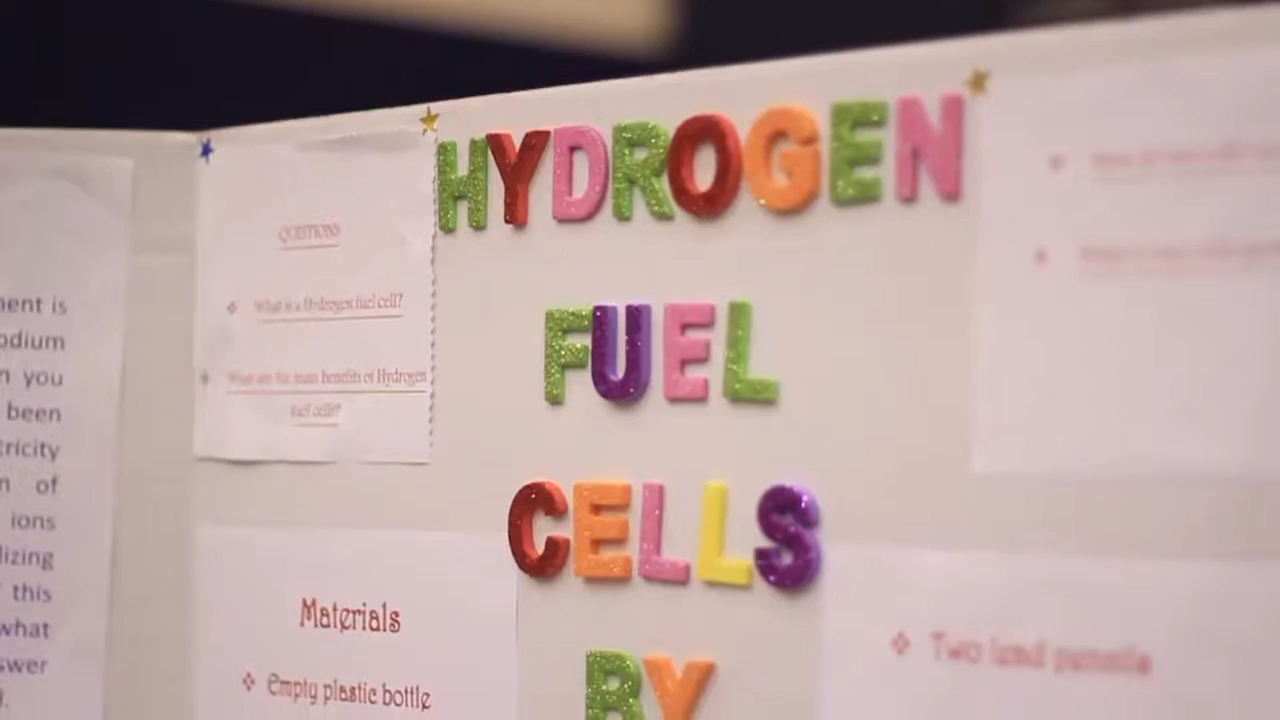 HYDROGEN
FUEL
CELLS
BY
QUESTIONS
What is a Hydrogen fuel cell?
What are the main benefits of Hydrogen
fuel cells?
Materials
Empty plastic bottle
Two lead pencils
ment is
odium
n you
been
tricity
n of
ions
lizing
this
what
swer